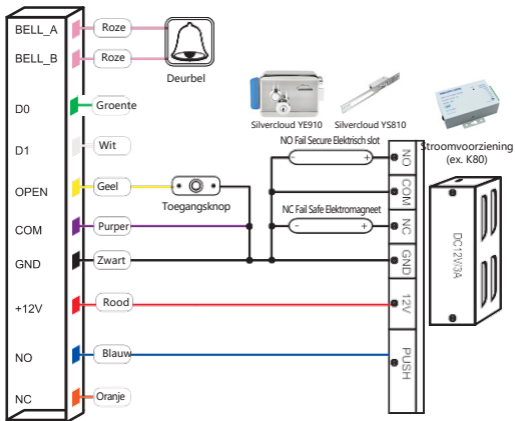 BELL_A
Roze
BELL_B
Roze
Deurbel
D0
Groente
D1
Wit
OPEN
Geel
Toegangsknop
COM
Purper
GND
Zwart
+12V
Rood
NO
Blauw
NC
Oranje
Silvercloud YE910
Silvercloud YS810
Stroomvoorziening
(ex. K80)
NO Fail Secure Elektrisch slot
- +
NC Fail Safe Elektromagneet
- +
NO
COM
NC
GND
12V
PUSH
DC12V/3A